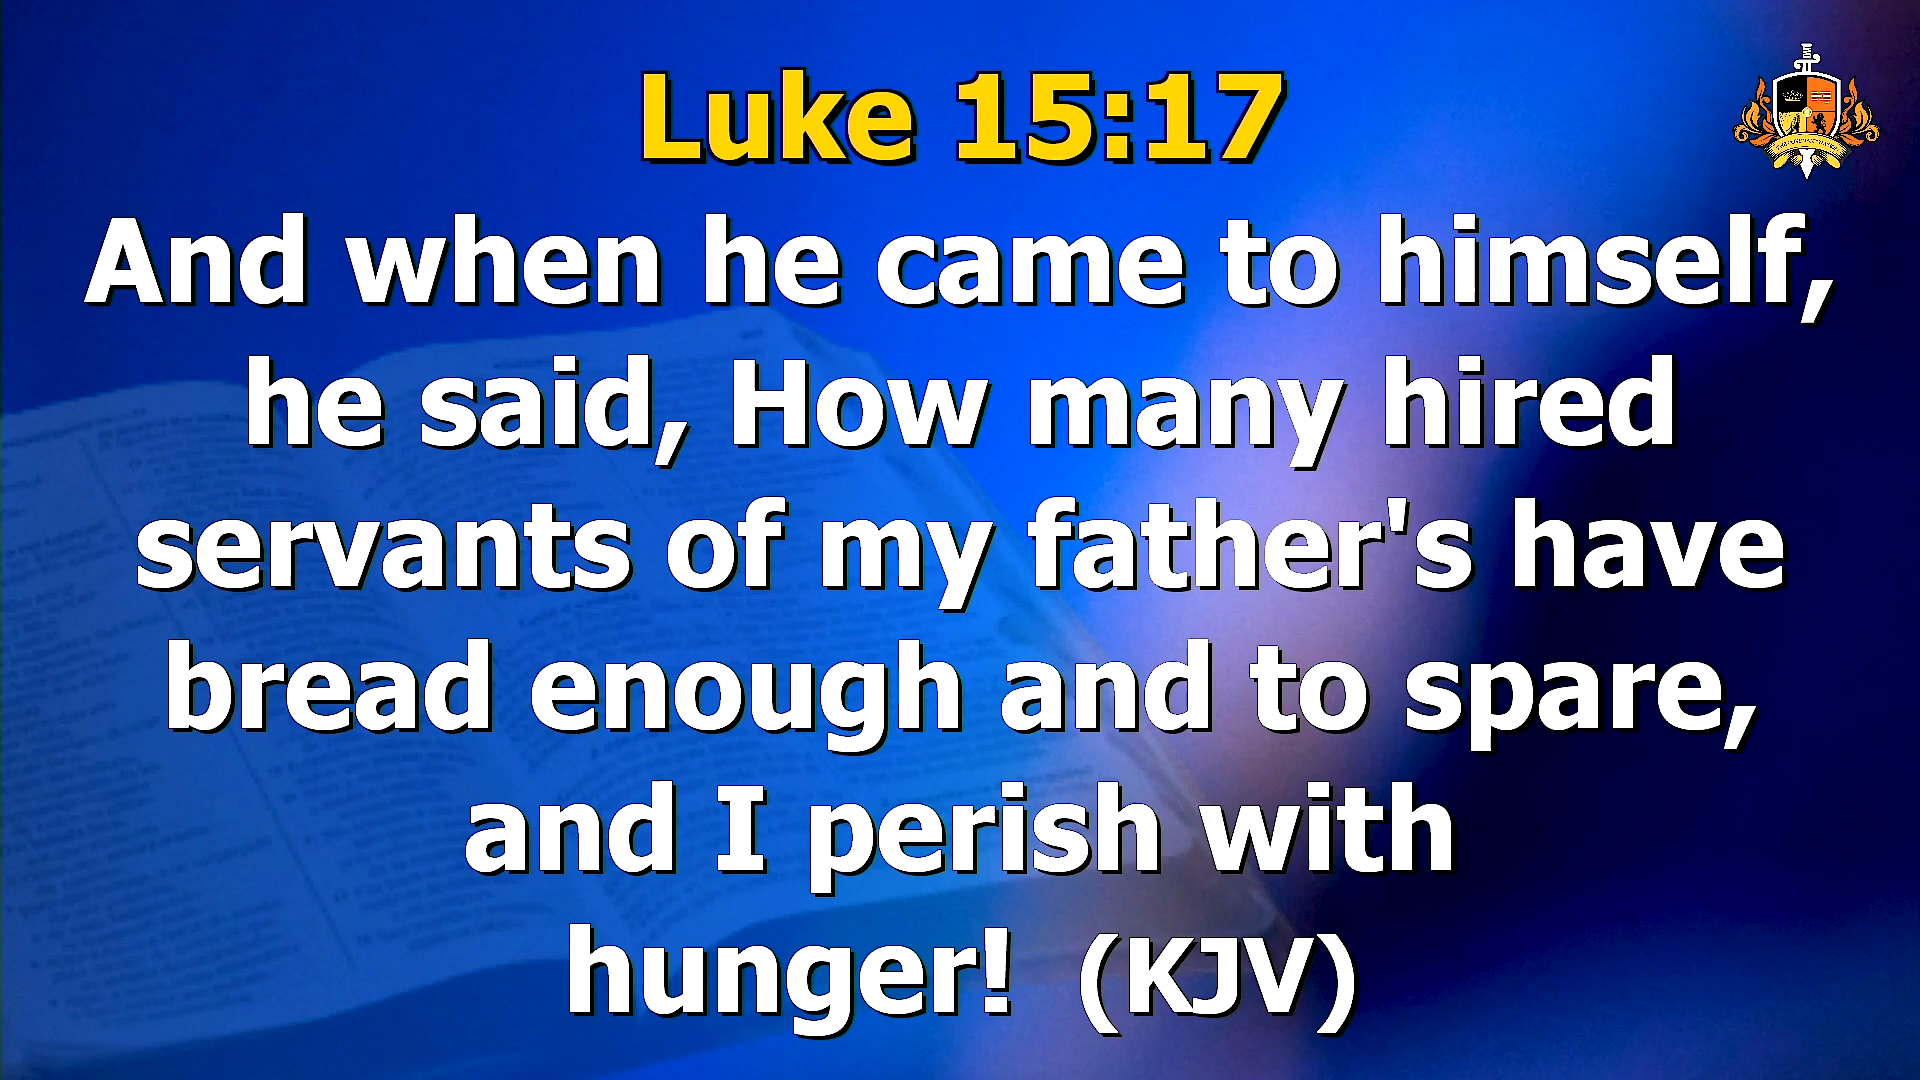 Luke 15:17
And when he came to himself,
he said, How many hired
servants of my father's have
bread enough and to spare,
and I perish with
hunger! (KJV)